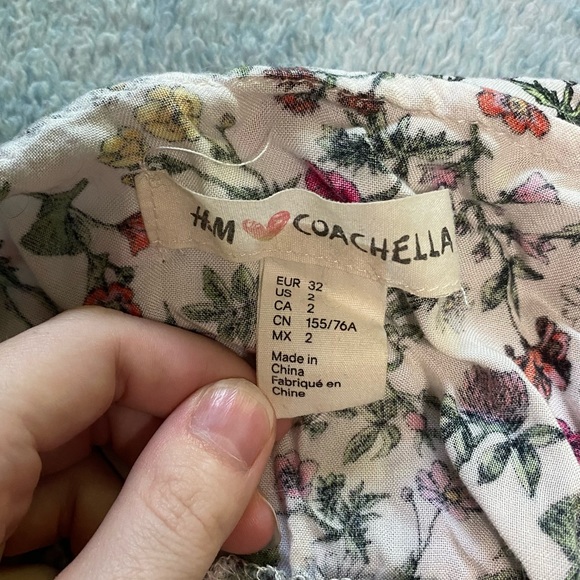 H&M ♥ COACHELLA
EUR 32
US 2
CA 2
CN 155/76A
MX 2
Made in
China
Fabriqué en
Chine